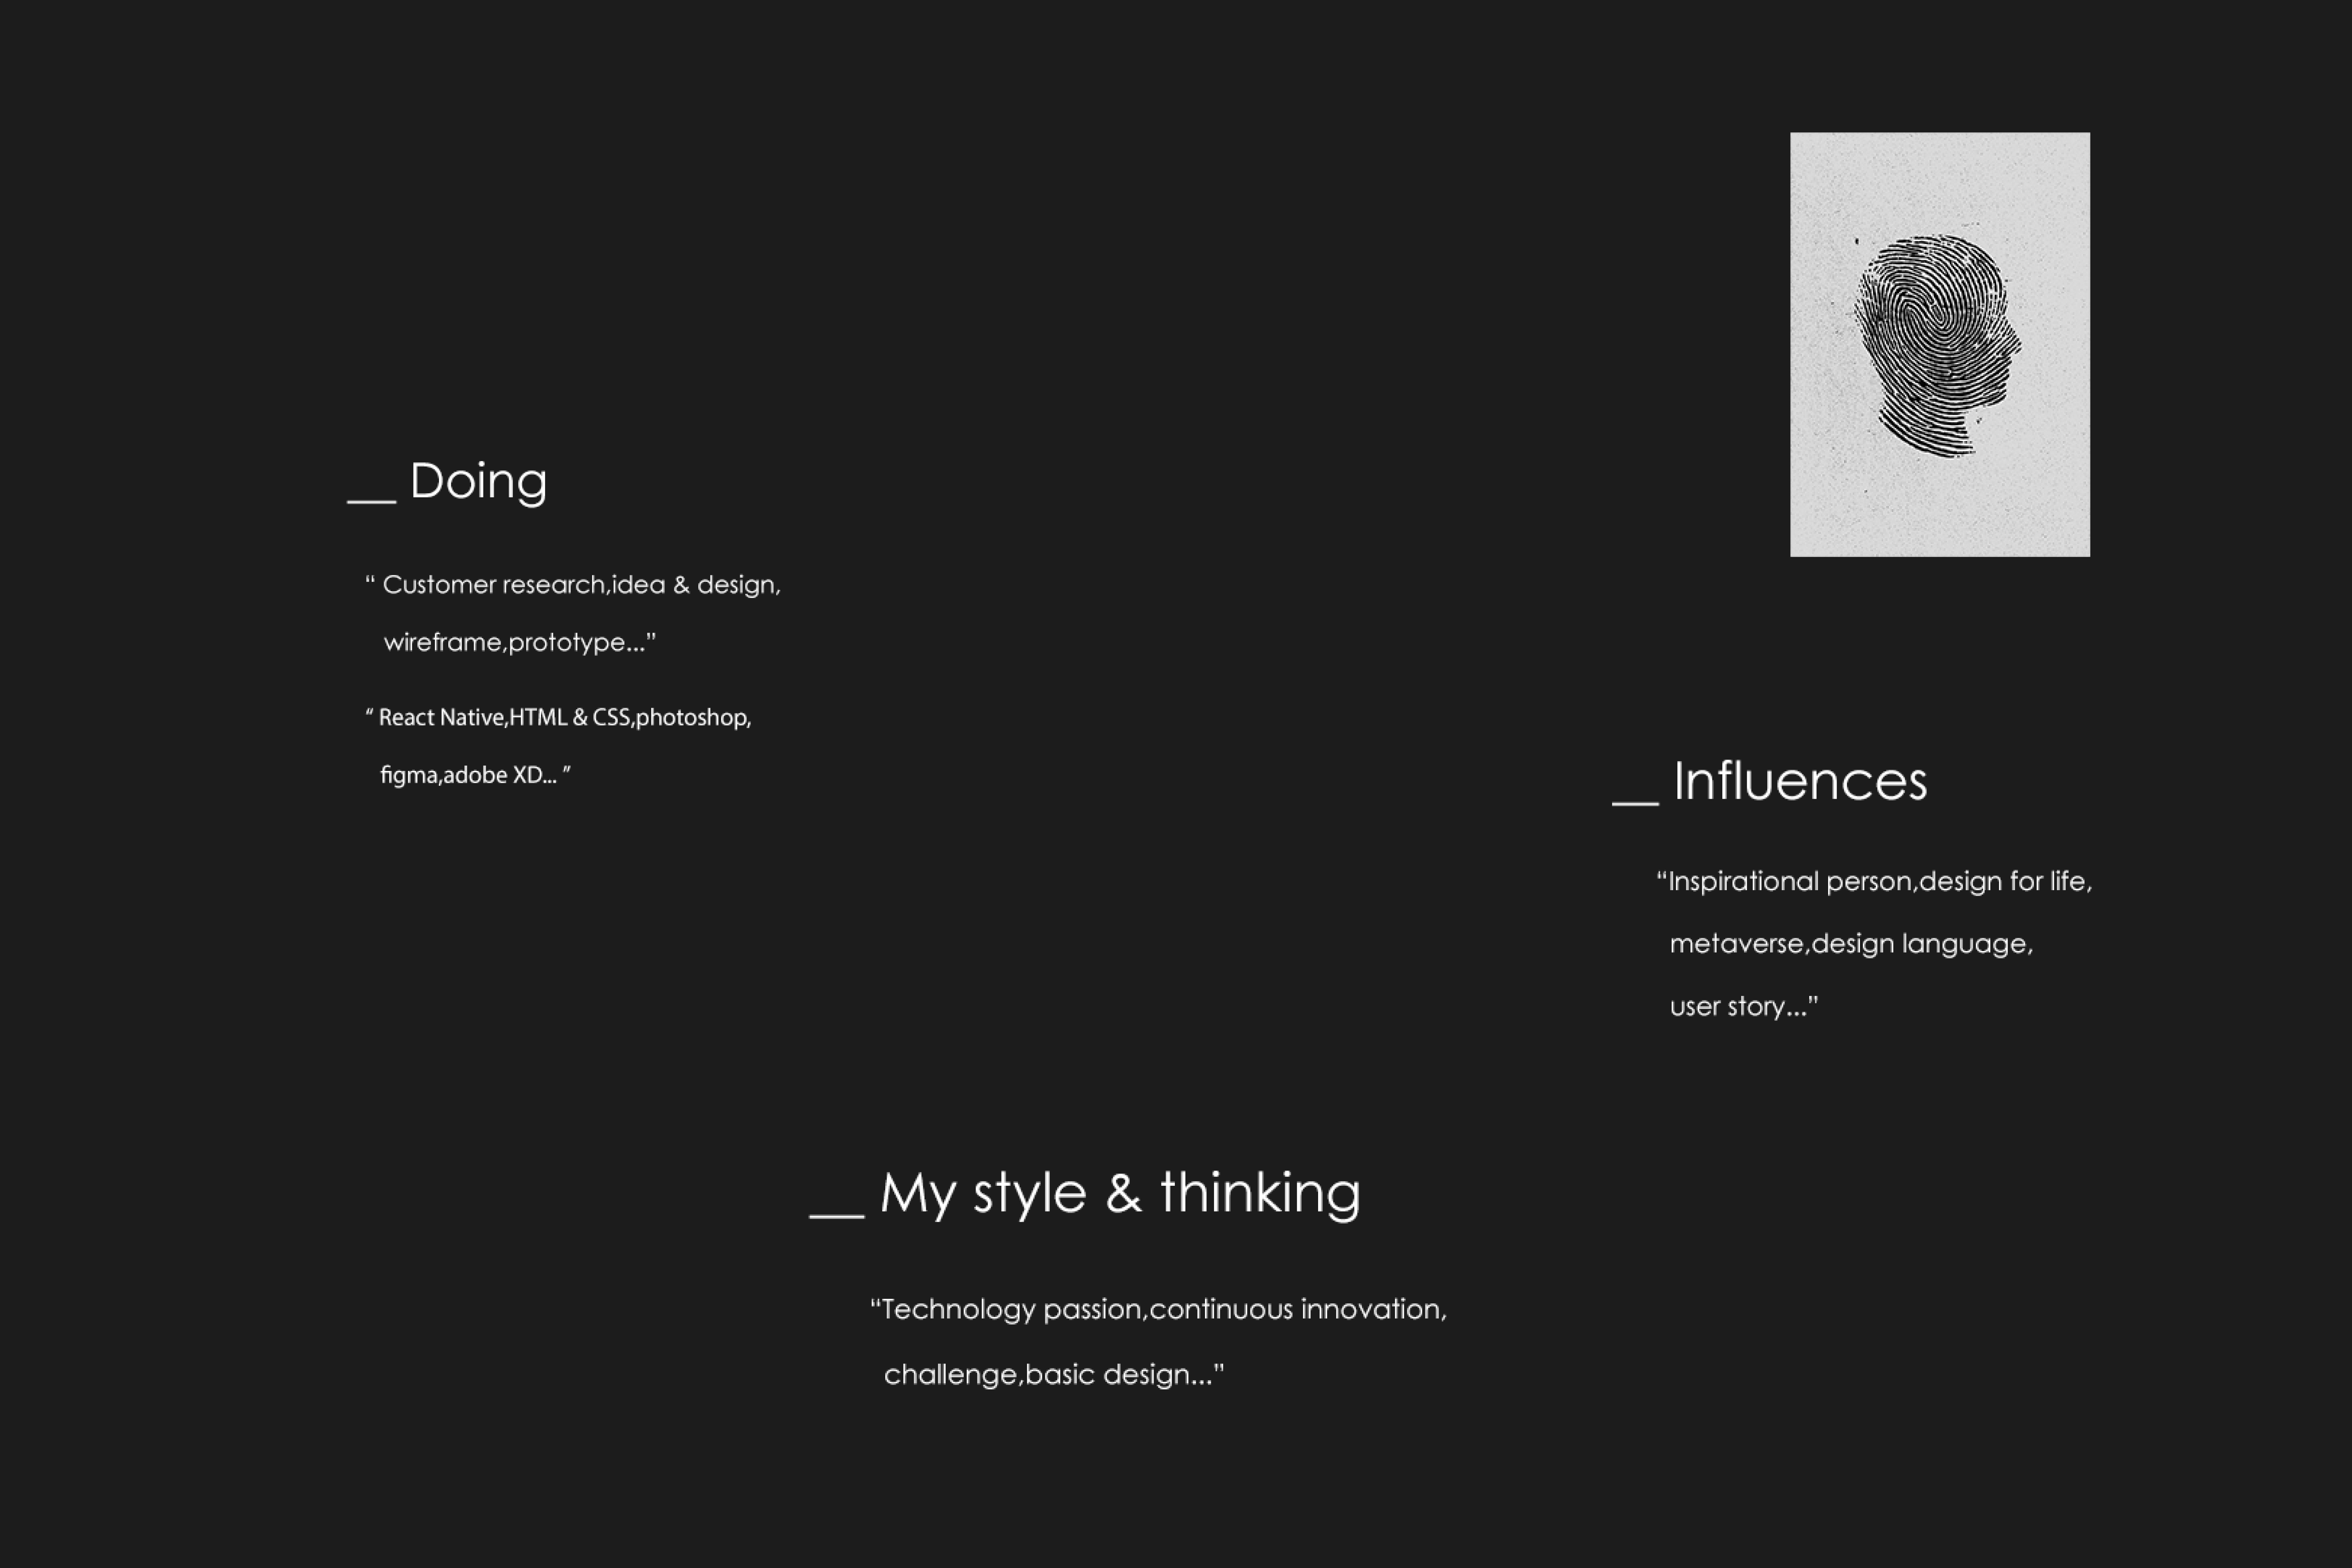 __ Doing
“ Customer research,idea & design,
wireframe,prototype...”
“ React Native,HTML & CSS,photoshop,
figma,adobe XD... ”
__ Influences
“Inspirational person,design for life,
metaverse,design language,
user story...”
__ My style & thinking
“Technology passion,continuous innovation,
challenge,basic design...”